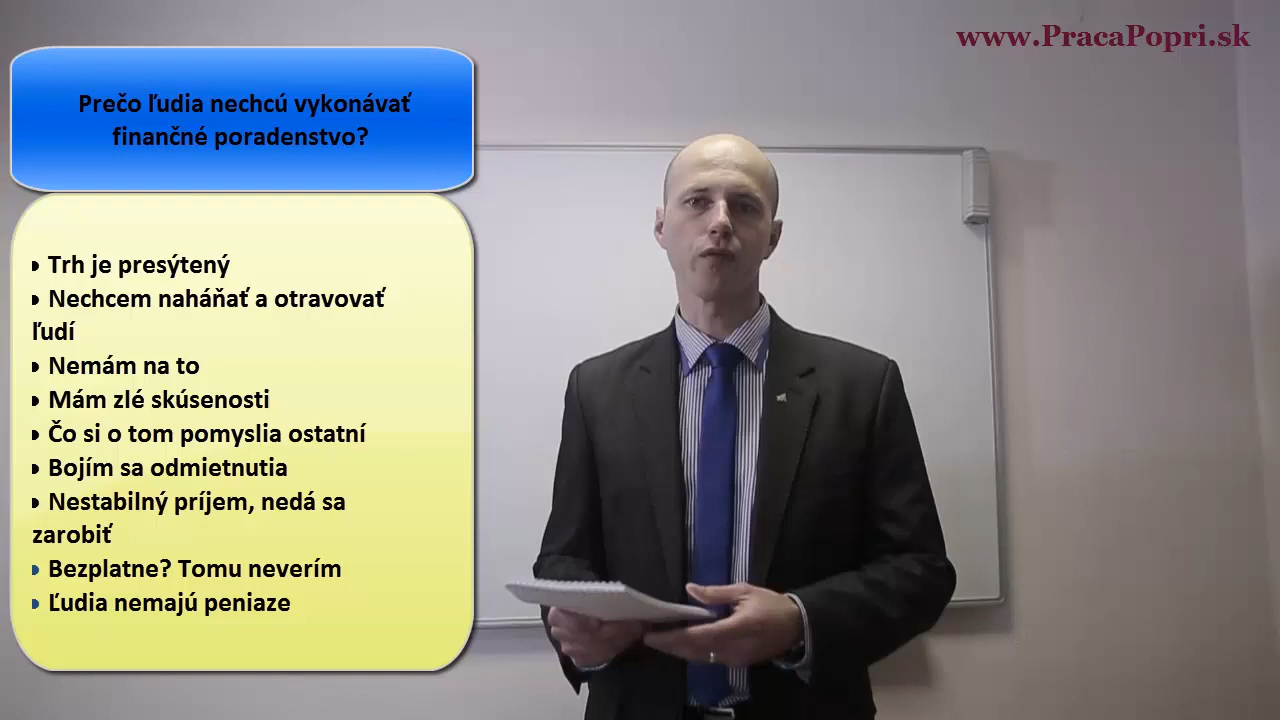 www.PracaPopri.sk
Prečo ľudia nechcú vykonávať
finančné poradenstvo?
Trh je presýtený
Nechcem naháňať a otravovať
ľudí
Nemám na to
Mám zlé skúsenosti
Čo si o tom pomyslia ostatní
Bojím sa odmietnutia
Nestabilný príjem, nedá sa
zarobiť
Bezplatne? Tomu neverím
Ľudia nemajú peniaze